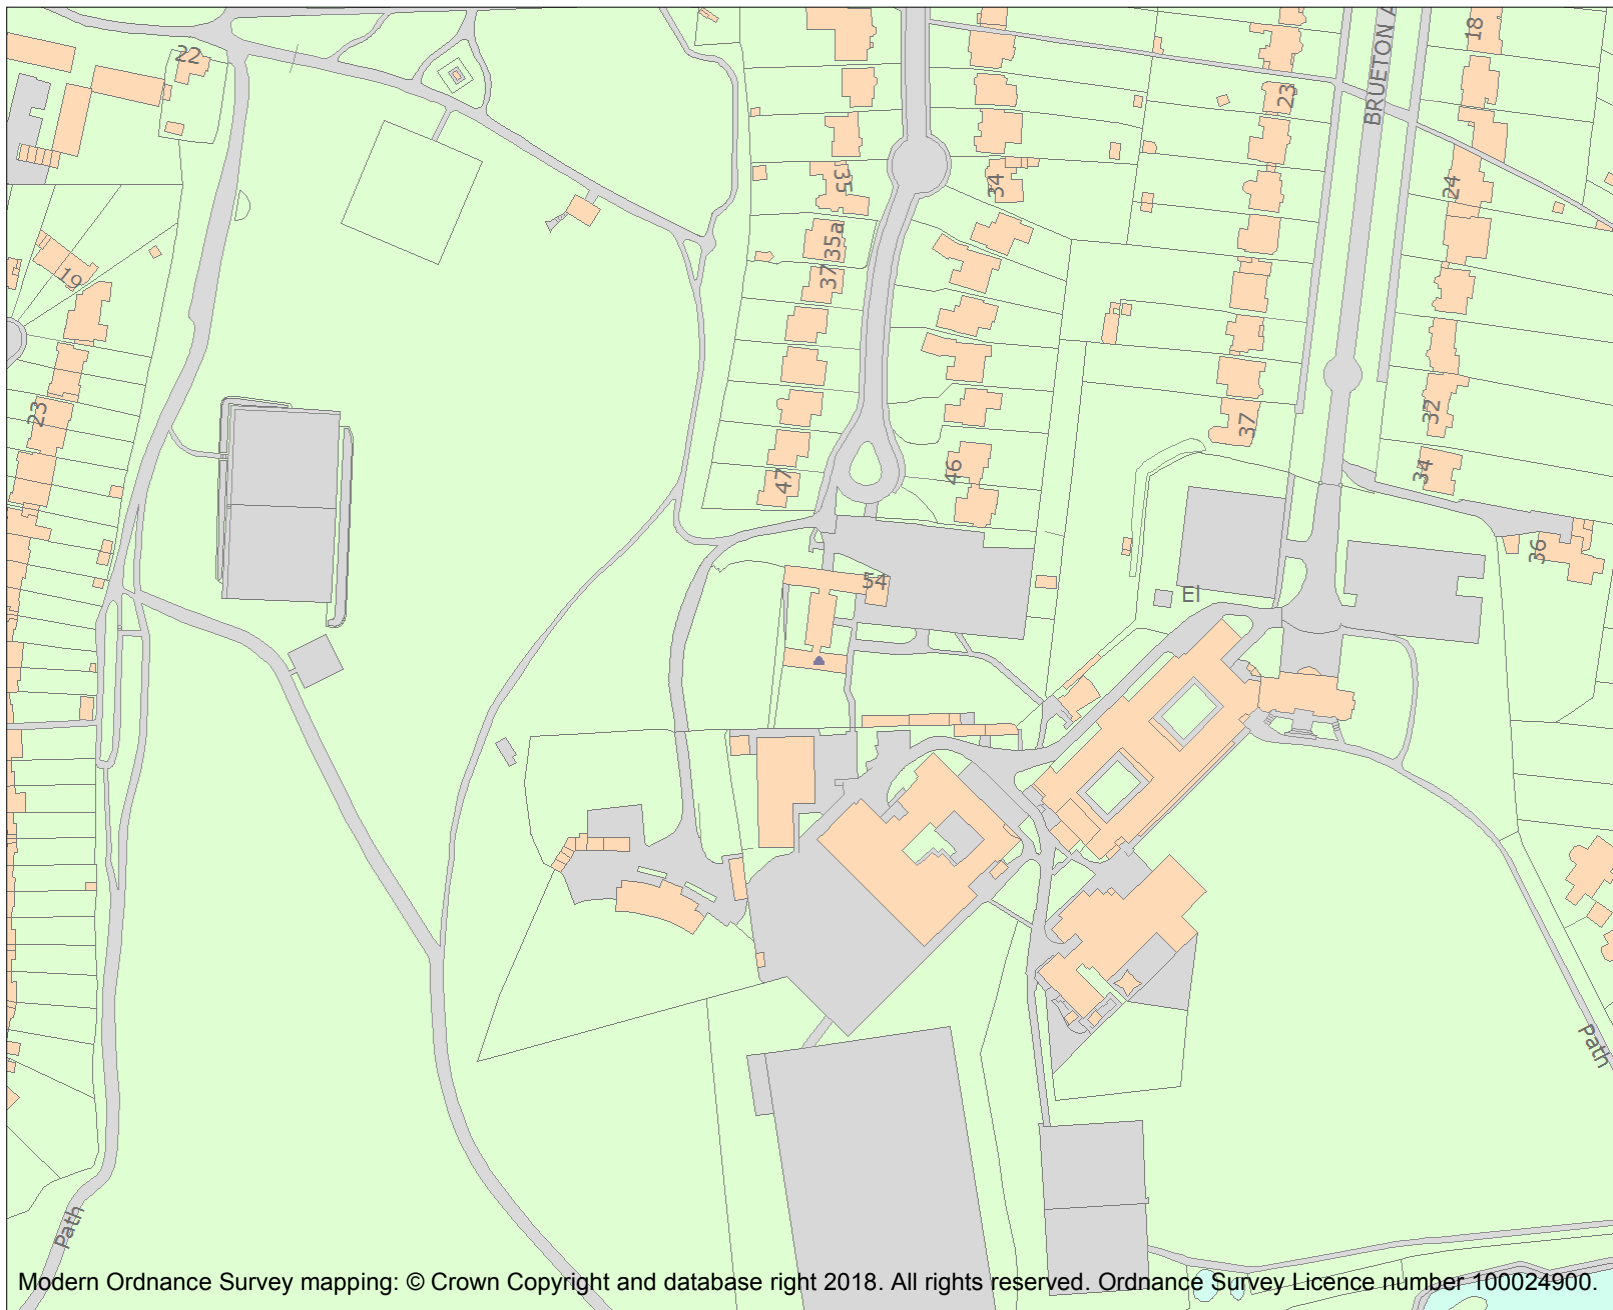 22
BRUETON A
18
23
35
34
24
35a
19
37
23
32
37
46
34
47
36
54
El
Path
Path
Modern Ordnance Survey mapping: © Crown Copyright and database right 2018. All rights reserved. Ordnance Survey Licence number 100024900.